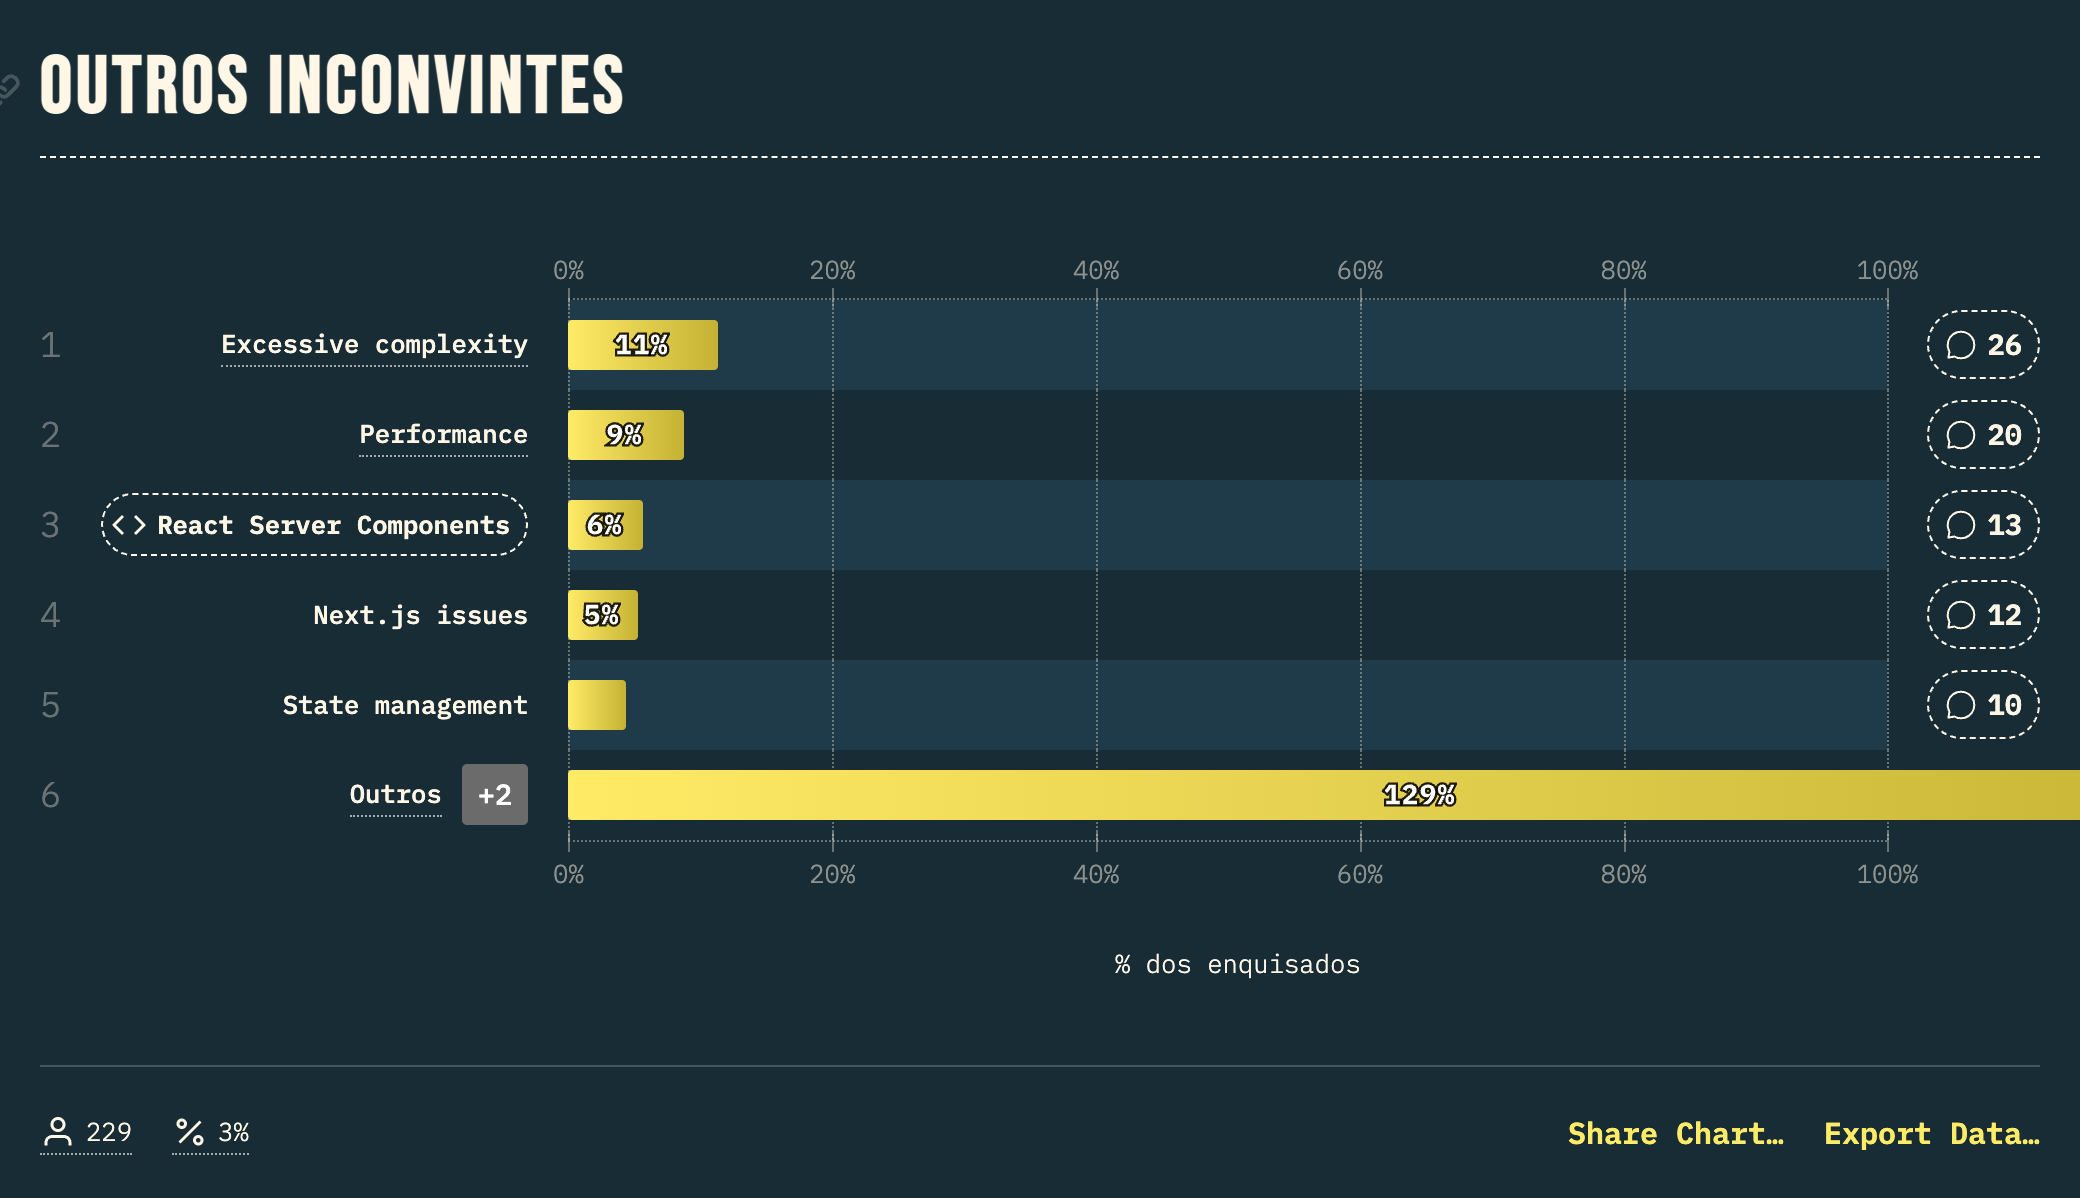 OUTROS INCONVINTES
0% 20% 40% 60% 80% 100%
1 Excessive complexity 11% 26
2 Performance 9% 20
3 React Server Components 6% 13
4 Next.js issues 5% 12
5 State management 10
6 Outros +2 129%
0% 20% 40% 60% 80% 100%
% dos enquisados
229 3% Share Chart… Export Data…